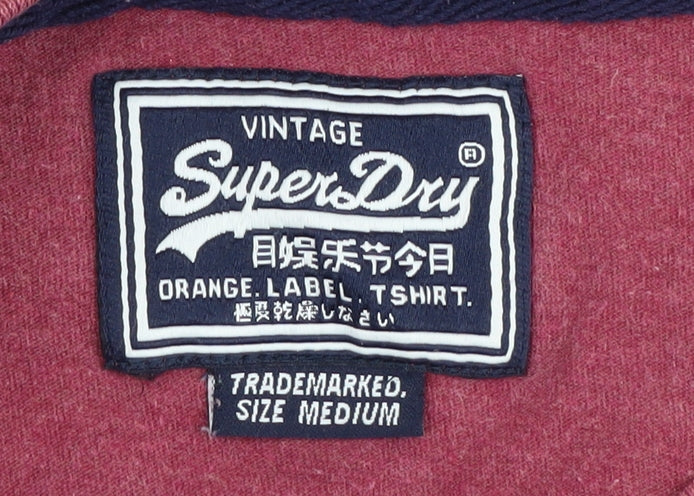 VINTAGE
SuperDry ®
目娱乐节今日
ORANGE. LABEL. TSHIRT.
極度乾燥しなさい
TRADEMARKED.
SIZE MEDIUM